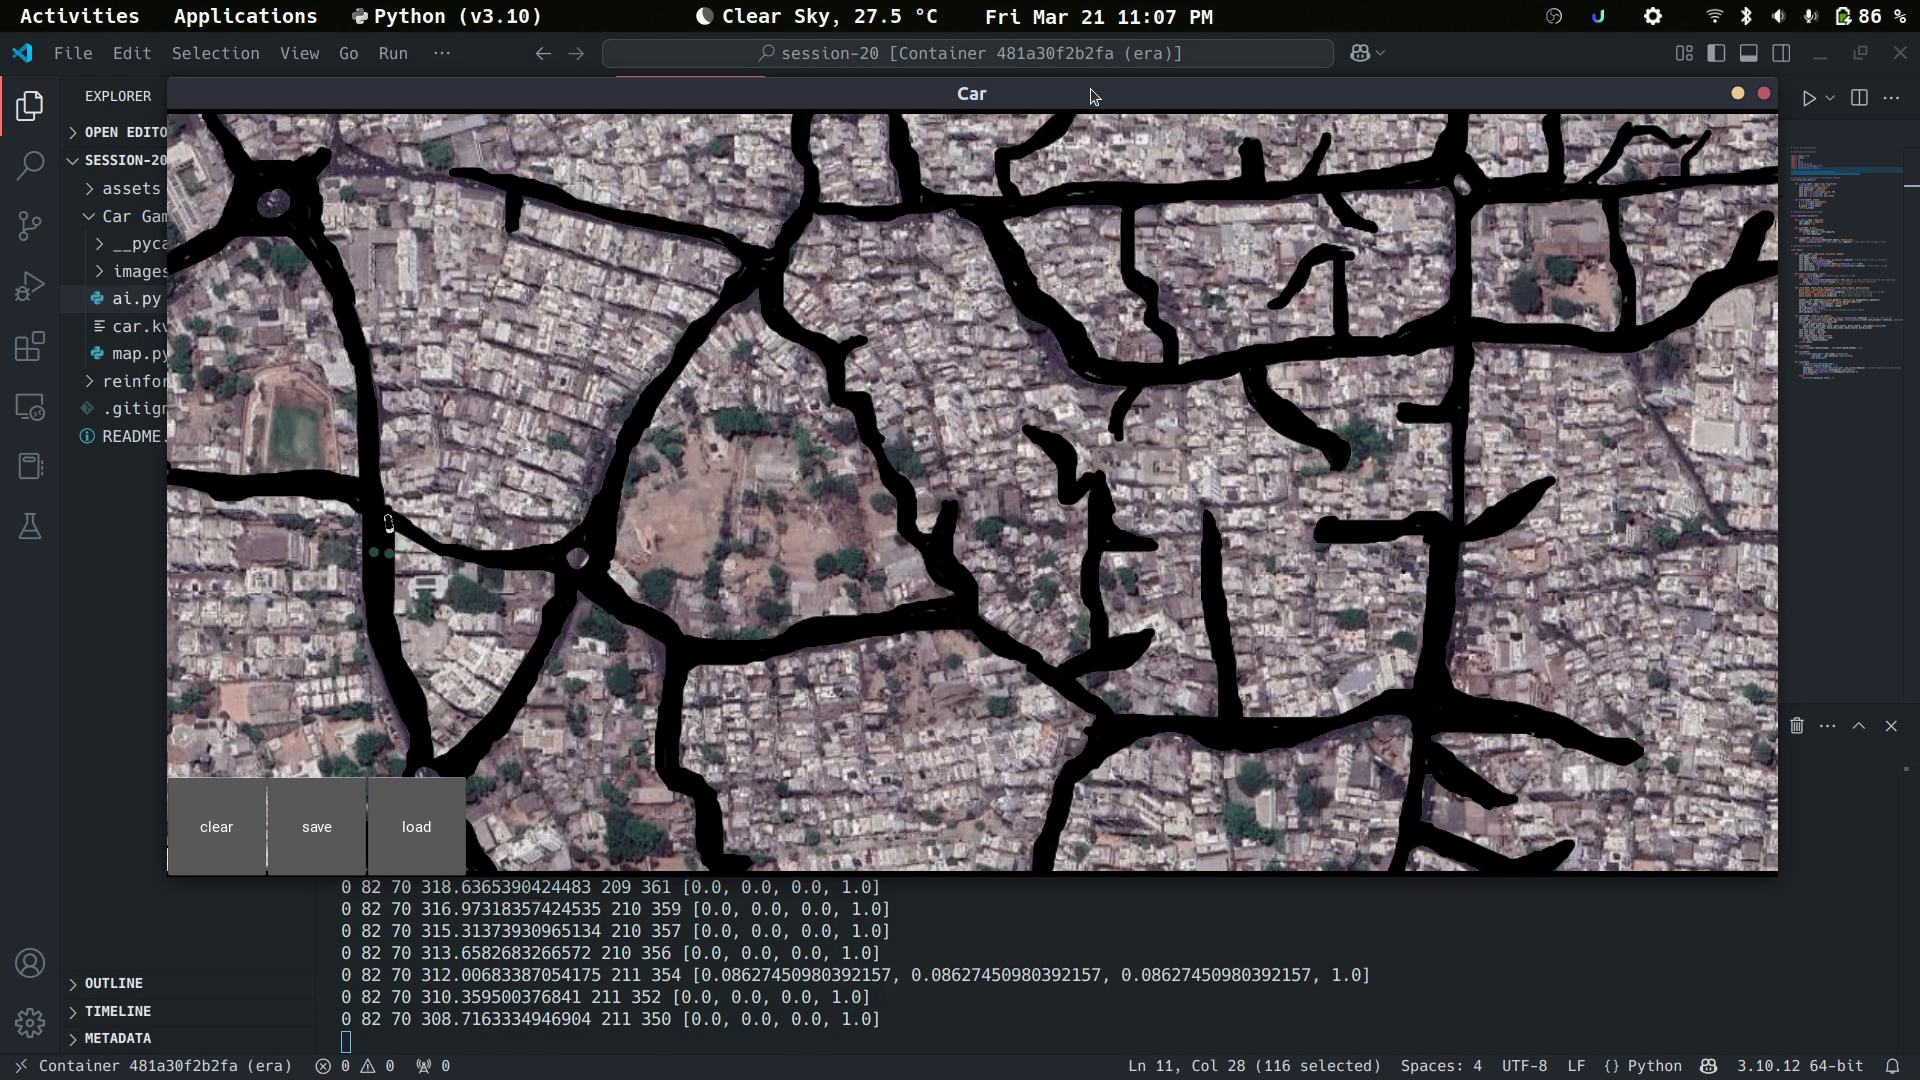 Activities Applications Python (v3.10) Clear Sky, 27.5 °C Fri Mar 21 11:07 PM 86 %
File Edit Selection View Go Run ··· session-20 [Container 481a30f2b2fa (era)]
EXPLORER
Car
OPEN EDITO
SESSION-20
assets
Car Gam
__pyca
images
ai.py
car.kv
map.py
reinfor
.gitign
README.
clear save load
0 82 70 318.6365390424483 209 361 [0.0, 0.0, 0.0, 1.0]
0 82 70 316.97318357424535 210 359 [0.0, 0.0, 0.0, 1.0]
0 82 70 315.31373930965134 210 357 [0.0, 0.0, 0.0, 1.0]
0 82 70 313.6582683266572 210 356 [0.0, 0.0, 0.0, 1.0]
0 82 70 312.00683387054175 211 354 [0.08627450980392157, 0.08627450980392157, 0.08627450980392157, 1.0]
0 82 70 310.359500376841 211 352 [0.0, 0.0, 0.0, 1.0]
0 82 70 308.7163334946904 211 350 [0.0, 0.0, 0.0, 1.0]
OUTLINE
TIMELINE
METADATA
Container 481a30f2b2fa (era) 0 0 0 Ln 11, Col 28 (116 selected) Spaces: 4 UTF-8 LF {} Python 3.10.12 64-bit